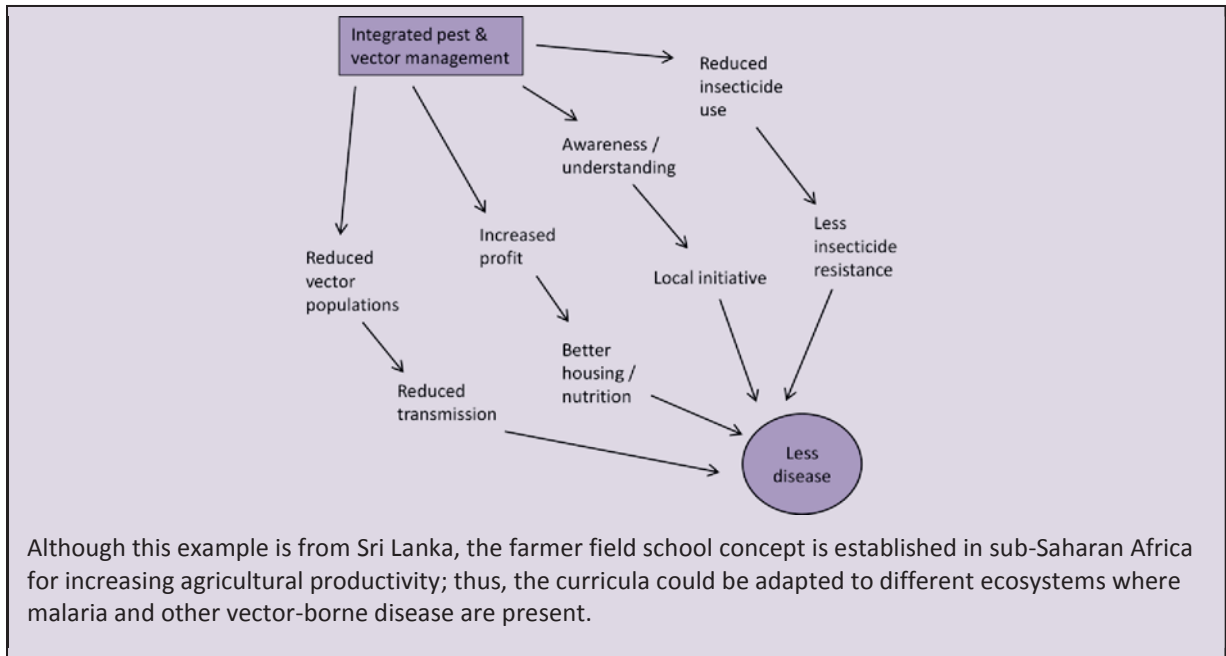 Integrated pest &
vector management
Reduced
insecticide
use
Awareness /
understanding
Less
insecticide
resistance
Increased
profit
Reduced
vector
populations
Local initiative
Better
housing /
nutrition
Reduced
transmission
Less
disease
Although this example is from Sri Lanka, the farmer field school concept is established in sub-Saharan Africa
for increasing agricultural productivity; thus, the curricula could be adapted to different ecosystems where
malaria and other vector-borne disease are present.